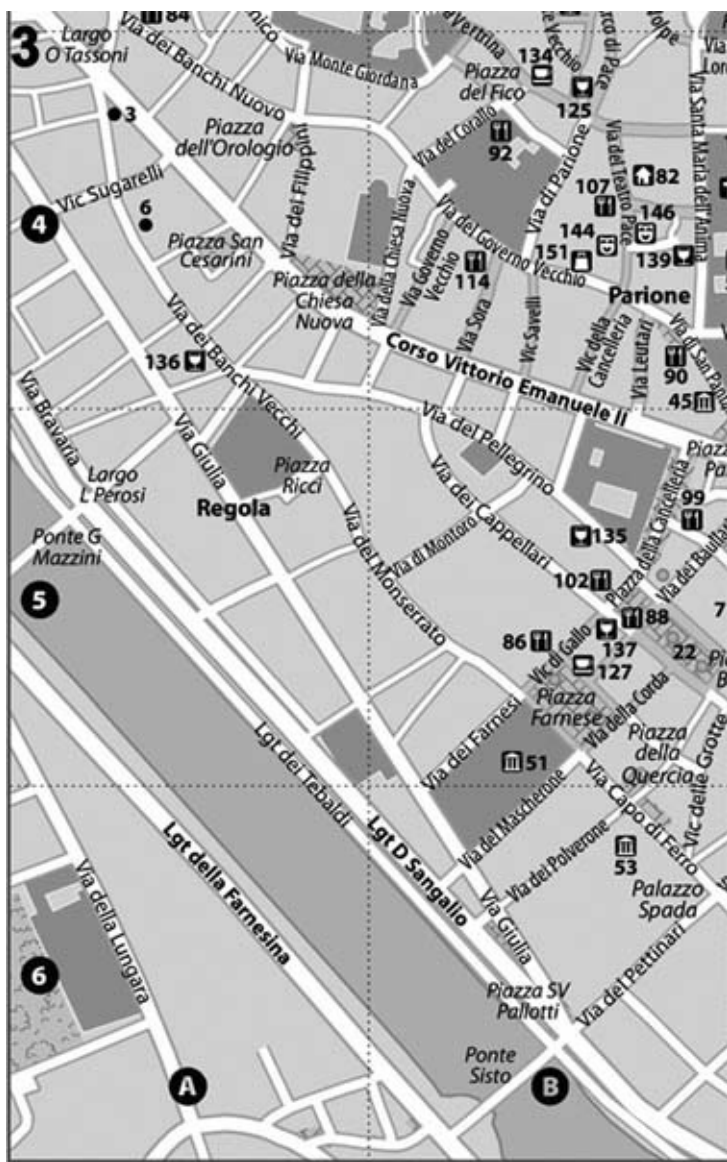 3
Largo
O Tassoni
Via dei Banchi Nuovo
84
Via Monte Giordana
Piazza
del Fico
134
125
Via Santa Maria dell'Anima
3
Piazza
dell'Orologio
Via dei Filippini
Via del Corallo
92
Via di Parione
Via del Teatro Pace
107
82
146
144
151
139
Vic Sugarelli
4
6
Piazza San
Cesarini
Via della Chiesa Nuova
Via Governo
Vecchio
Via del Governo Vecchio
114
Parione
Piazza della
Chiesa
Nuova
Via Sora
Vic Savelli
Vic della
Cancelleria
Via Leutari
90
45
Corso Vittorio Emanuele II
136
Via dei Banchi Vecchi
Via Bravaria
Via Giulia
Via del Pellegrino
Largo
L Perosi
Piazza
Ricci
Regola
Via dei Cappellari
Piazza della Cancelleria
99
Ponte G
Mazzini
Via di Montoro
135
Via del Monserrato
102
5
88
7
86
Vic di Gallo
137
127
22
Piazza
Farnese
Via della Corda
Via dei Farnesi
Piazza
della
Quercia
Vic delle Grotte
51
Lgt dei Tebaldi
Via Capo di Ferro
Via del Mascherone
Lgt della Farnesina
Lgt D Sangallo
Via del Polverone
53
Via della Lungara
Palazzo
Spada
Via Giulia
6
Via dei Pettinari
Piazza SV
Pallotti
Ponte
Sisto
A
B